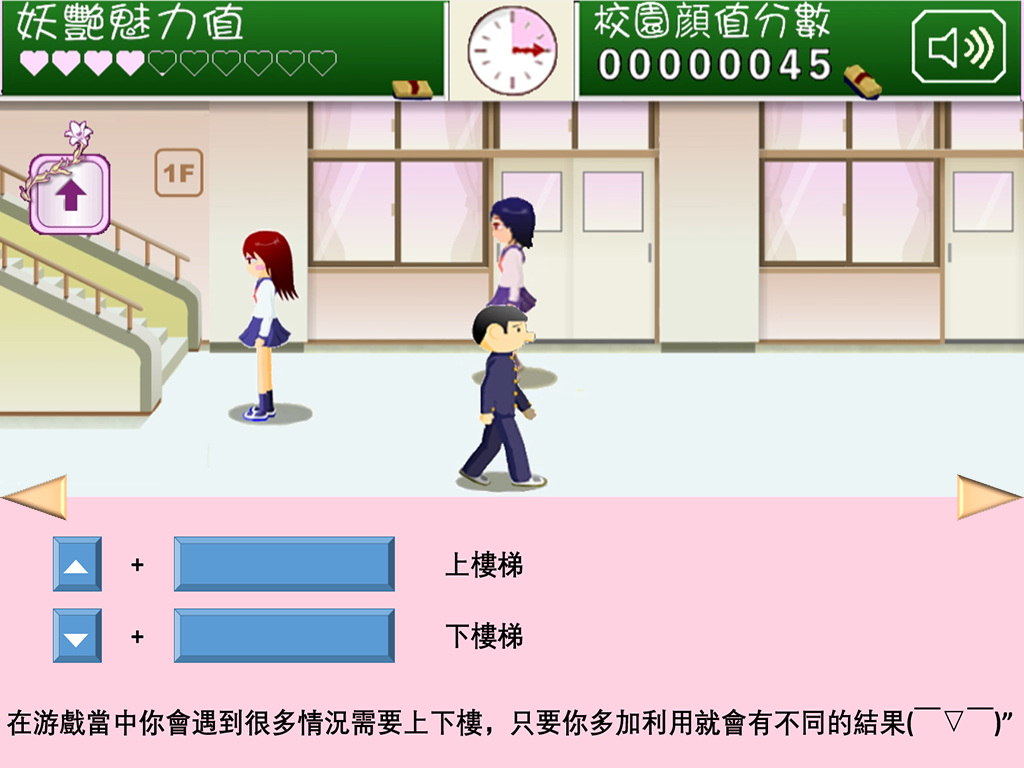 妖艷魅力值
校園顏值分數
00000045
1F
+ 上樓梯
+ 下樓梯
在游戲當中你會遇到很多情況需要上下樓，只要你多加利用就會有不同的結果(￣▽￣)”